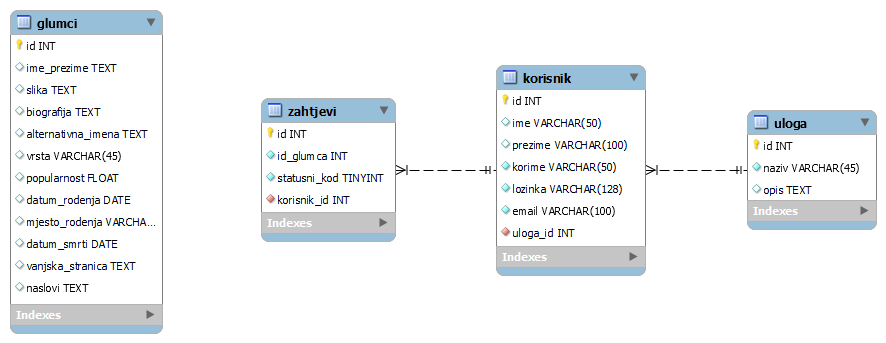 glumci
id INT
ime_prezime TEXT
slika TEXT
biografija TEXT
alternativna_imena TEXT
vrsta VARCHAR(45)
popularnost FLOAT
datum_rodenja DATE
mjesto_rodenja VARCHA...
datum_smrti DATE
vanjska_stranica TEXT
naslovi TEXT
Indexes
zahtjevi
id INT
id_glumca INT
statusni_kod TINYINT
korisnik_id INT
Indexes
korisnik
id INT
ime VARCHAR(50)
prezime VARCHAR(100)
korime VARCHAR(50)
lozinka VARCHAR(128)
email VARCHAR(100)
uloga_id INT
Indexes
uloga
id INT
naziv VARCHAR(45)
opis TEXT
Indexes